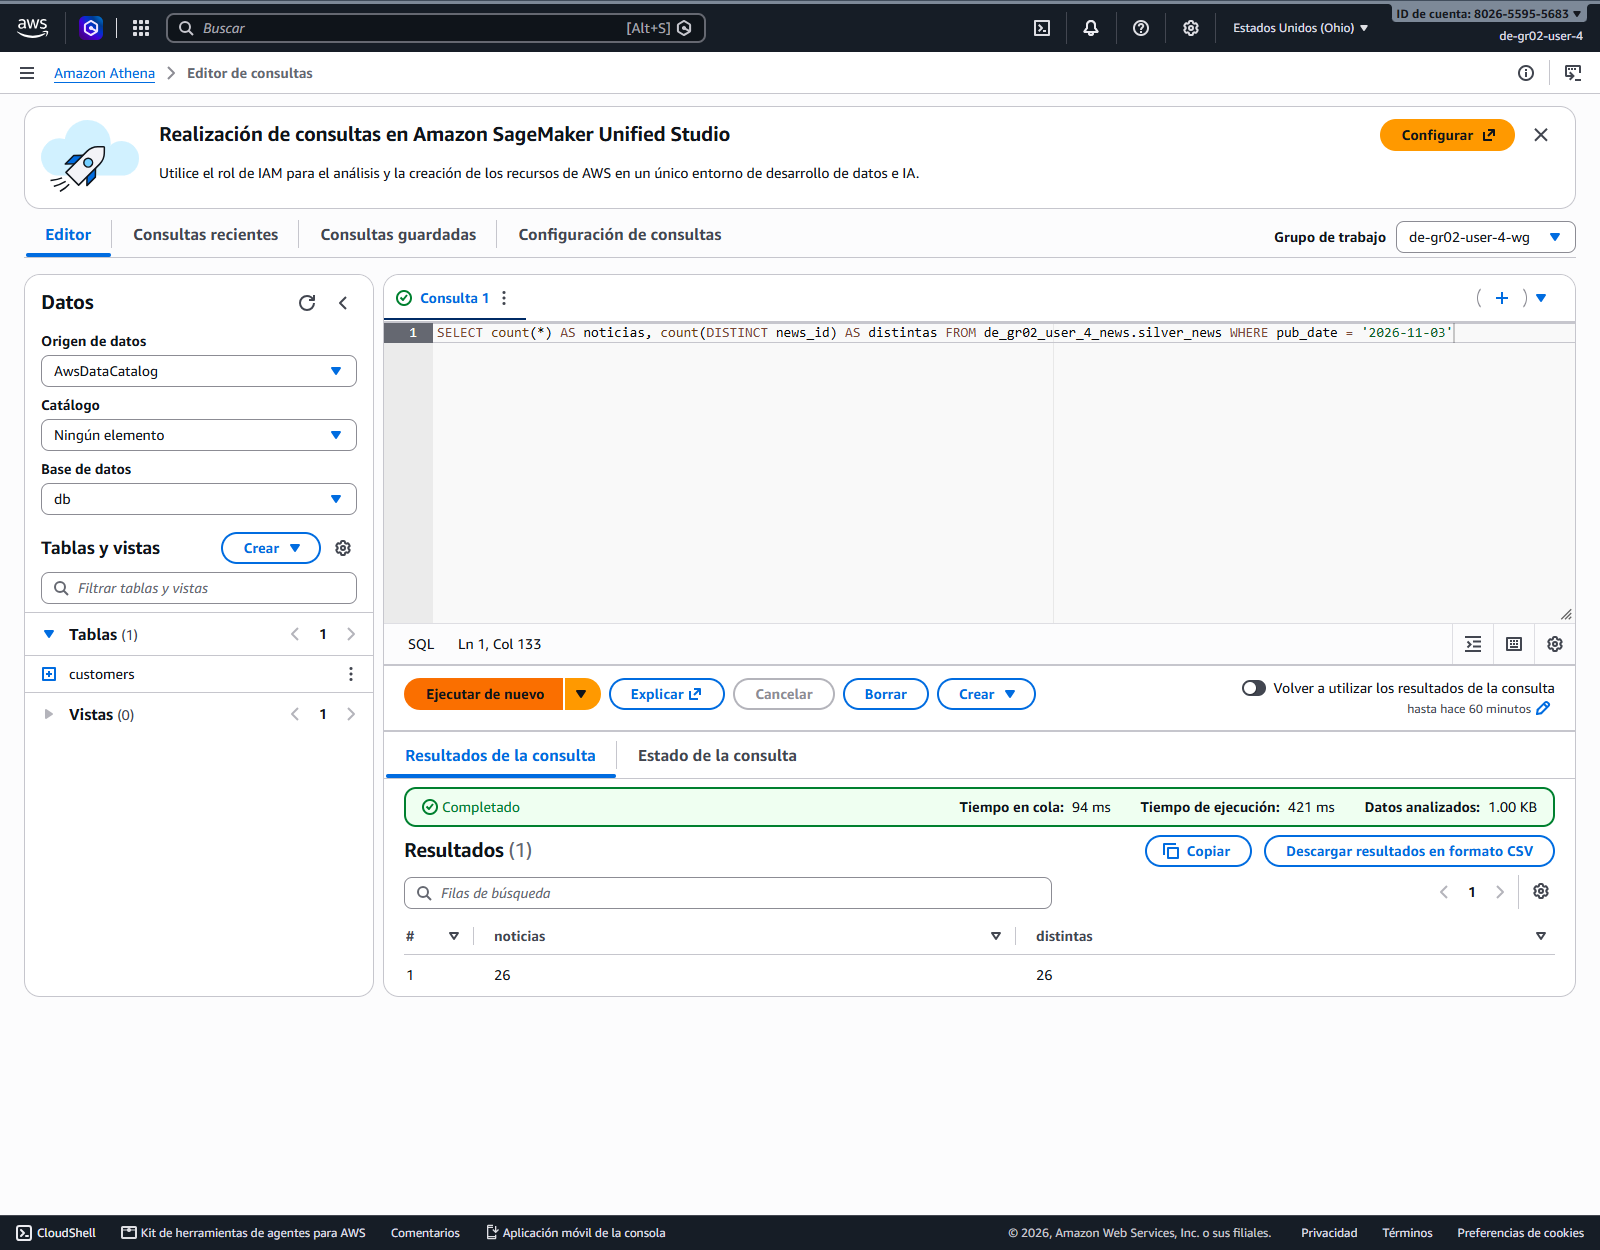 aws
Buscar
[Alt+S]
Estados Unidos (Ohio)
ID de cuenta: 8026-5595-5683
de-gr02-user-4
Amazon Athena
Editor de consultas
Realización de consultas en Amazon SageMaker Unified Studio
Utilice el rol de IAM para el análisis y la creación de los recursos de AWS en un único entorno de desarrollo de datos e IA.
Configurar
Editor
Consultas recientes
Consultas guardadas
Configuración de consultas
Grupo de trabajo
de-gr02-user-4-wg
Datos
Origen de datos
AwsDataCatalog
Catálogo
Ningún elemento
Base de datos
db
Tablas y vistas
Crear
Filtrar tablas y vistas
Tablas (1)
1
customers
Vistas (0)
1
Consulta 1
1
SELECT count(*) AS noticias, count(DISTINCT news_id) AS distintas FROM de_gr02_user_4_news.silver_news WHERE pub_date = '2026-11-03'
SQL
Ln 1, Col 133
Ejecutar de nuevo
Explicar
Cancelar
Borrar
Crear
Volver a utilizar los resultados de la consulta
hasta hace 60 minutos
Resultados de la consulta
Estado de la consulta
Completado
Tiempo en cola: 94 ms
Tiempo de ejecución: 421 ms
Datos analizados: 1.00 KB
Resultados (1)
Copiar
Descargar resultados en formato CSV
Filas de búsqueda
1
# noticias distintas
1 26 26
CloudShell
Kit de herramientas de agentes para AWS
Comentarios
Aplicación móvil de la consola
© 2026, Amazon Web Services, Inc. o sus filiales.
Privacidad
Términos
Preferencias de cookies